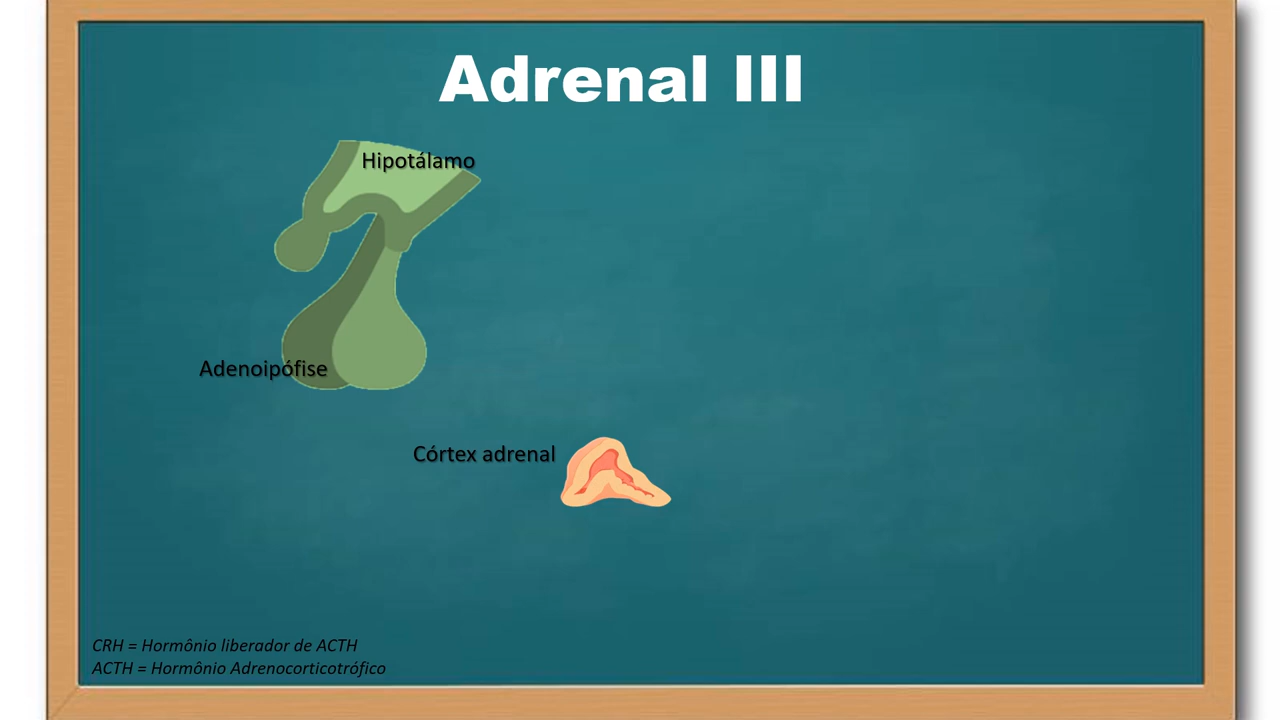 Adrenal III
Hipotálamo
Adenoipófise
Córtex adrenal
CRH = Hormônio liberador de ACTH
ACTH = Hormônio Adrenocorticotrófico